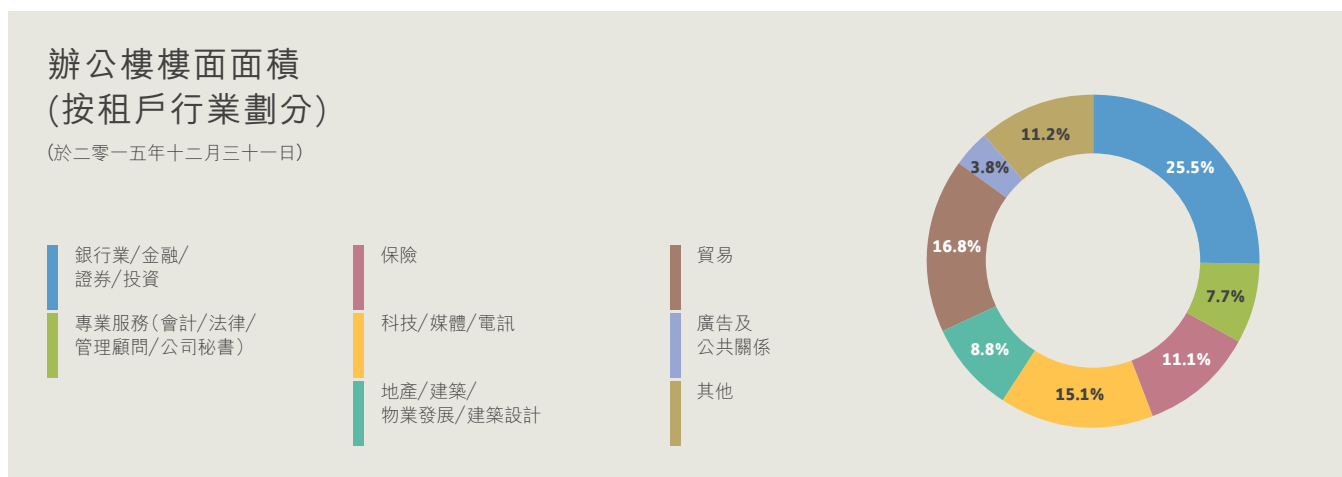 辦公樓樓面面積
(按租戶行業劃分)
(於二零一五年十二月三十一日)
銀行業/金融/
證券/投資
專業服務(會計/法律/
管理顧問/公司秘書)
保險
科技/媒體/電訊
地產/建築/
物業發展/建築設計
貿易
廣告及
公共關係
其他
25.5%
7.7%
11.1%
15.1%
8.8%
16.8%
3.8%
11.2%